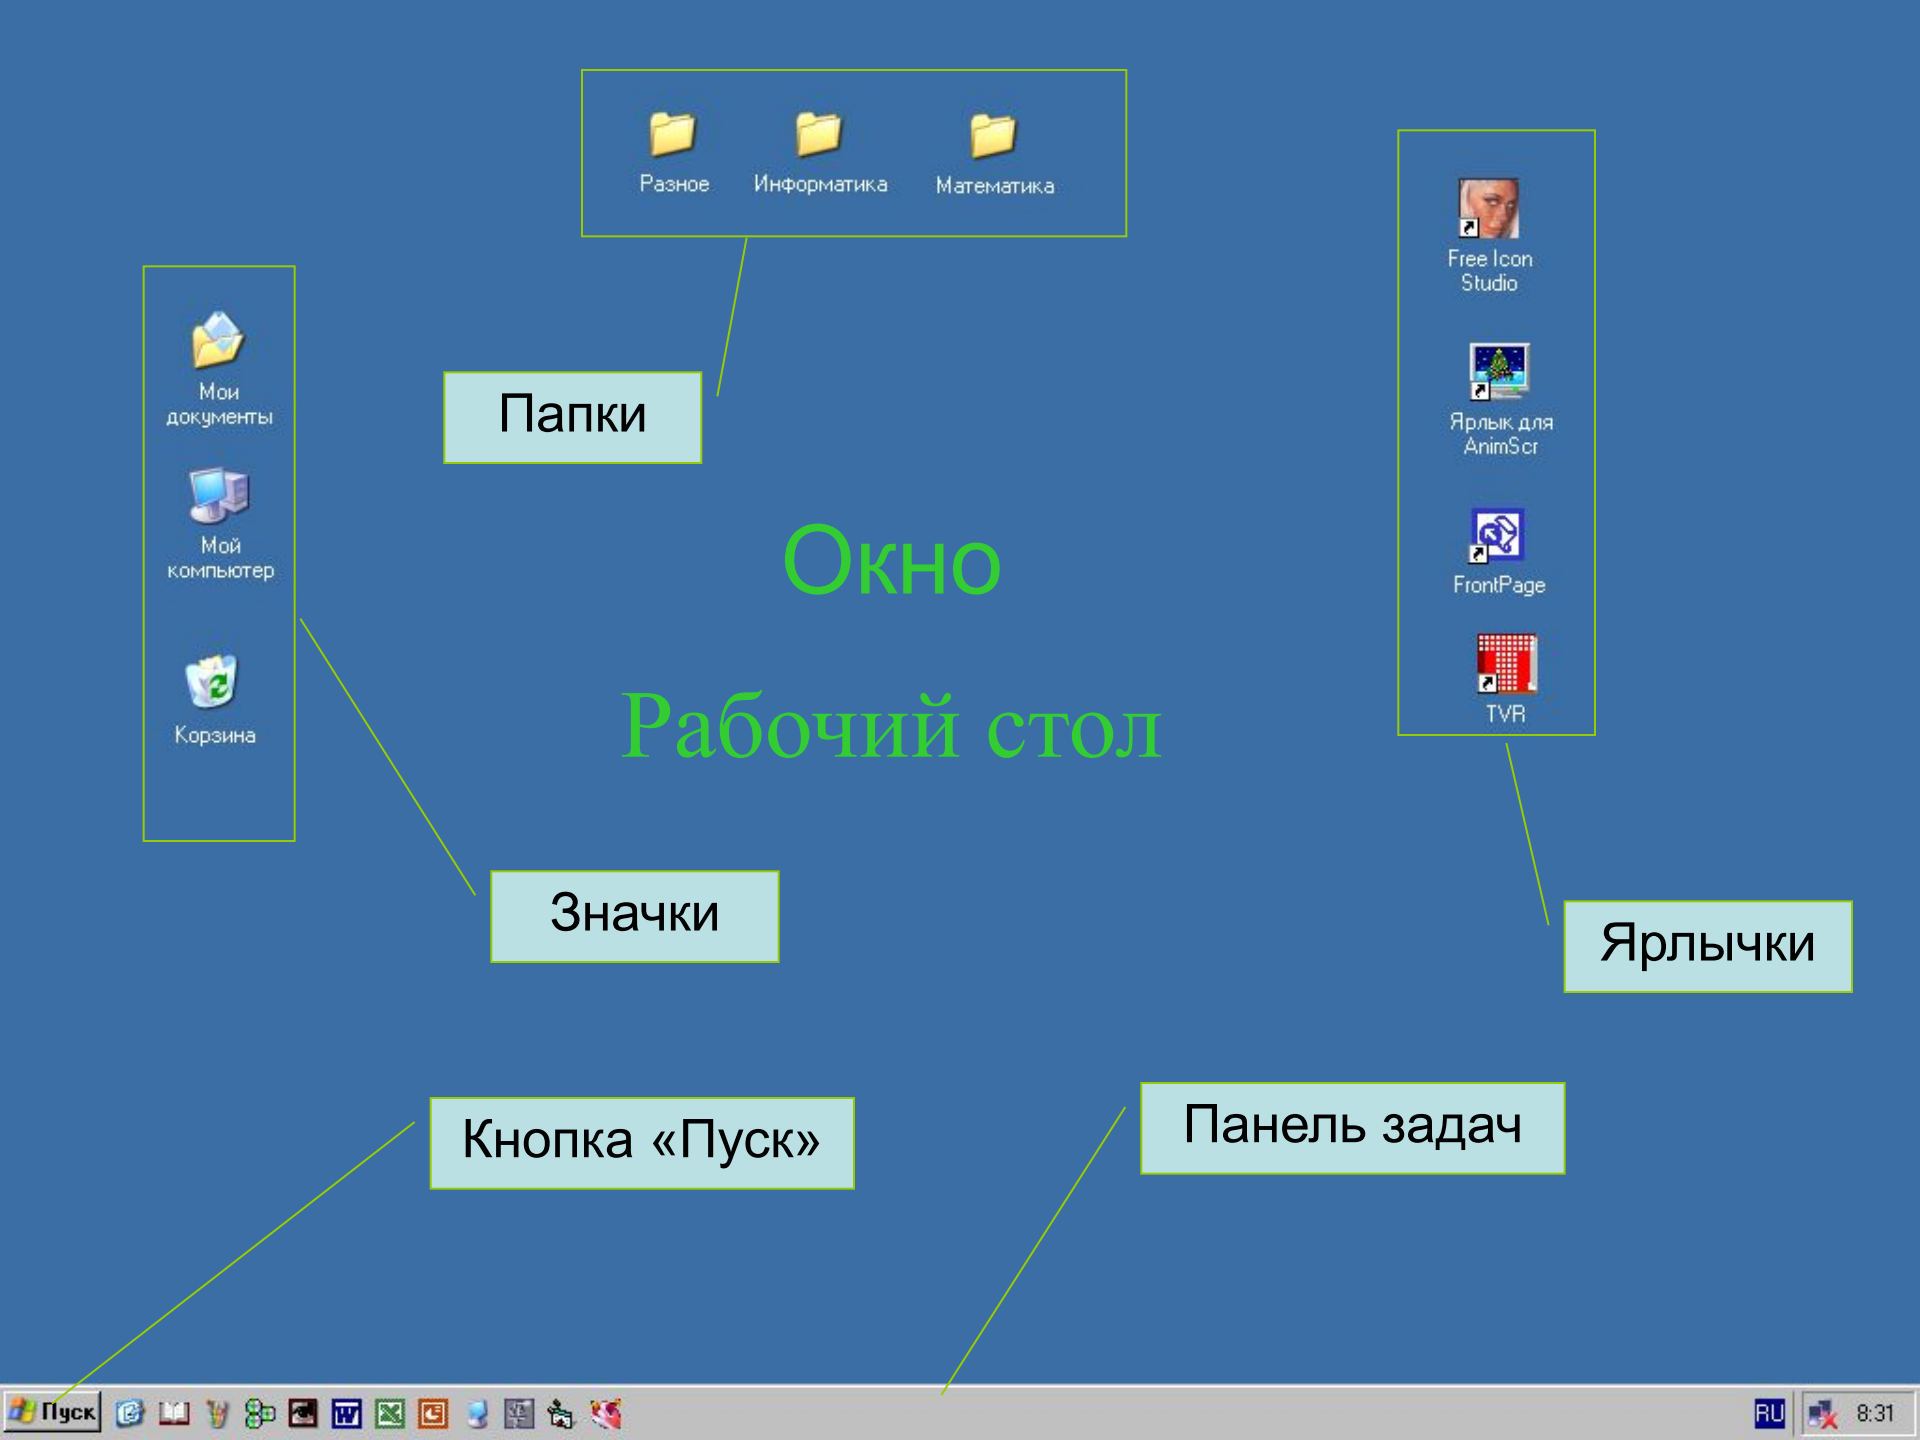 Разное
Информатика
Математика
Free Icon
Studio
Мои
документы
Ярлык для
AnimScr
Папки
Мой
компьютер
Окно
FrontPage
Рабочий стол
TVR
Корзина
Значки
Ярлычки
Кнопка «Пуск»
Панель задач
Пуск
RU
8:31